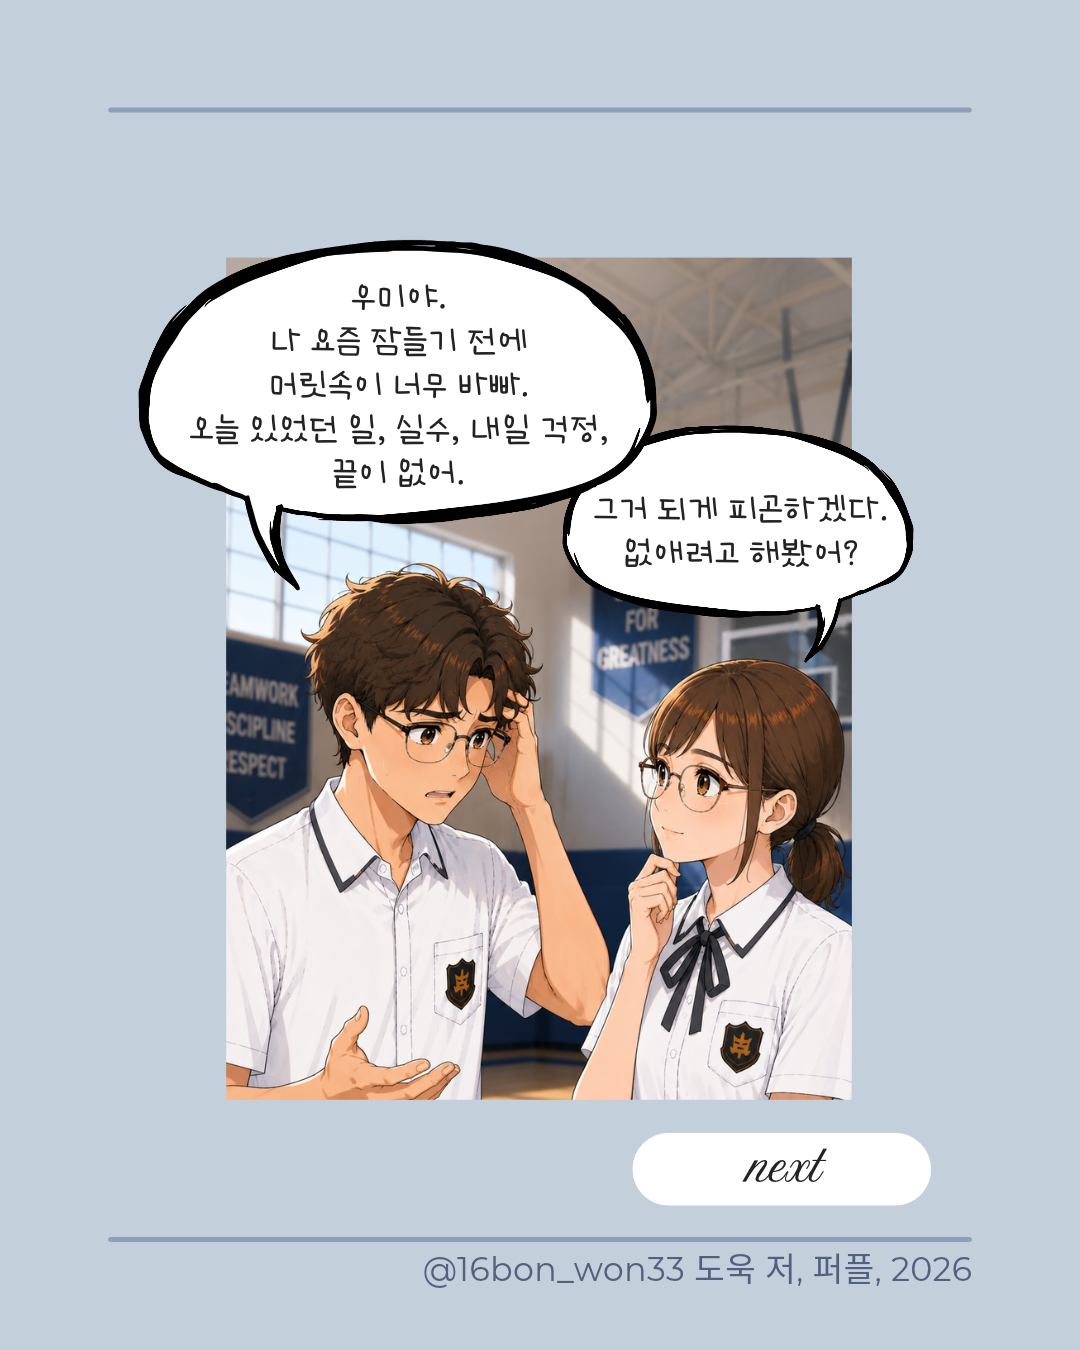 우미야.
나 요즘 잠들기 전에
머릿속이 너무 바빠.
오늘 있었던 일, 실수, 내일 걱정,
끝이 없어.
그거 되게 피곤하겠다.
없애려고 해봤어?
FOR
GREATNESS
EAMWORK
SCIPLINE
ESPECT
next
@16bon_won33 도욱 저, 퍼플, 2026